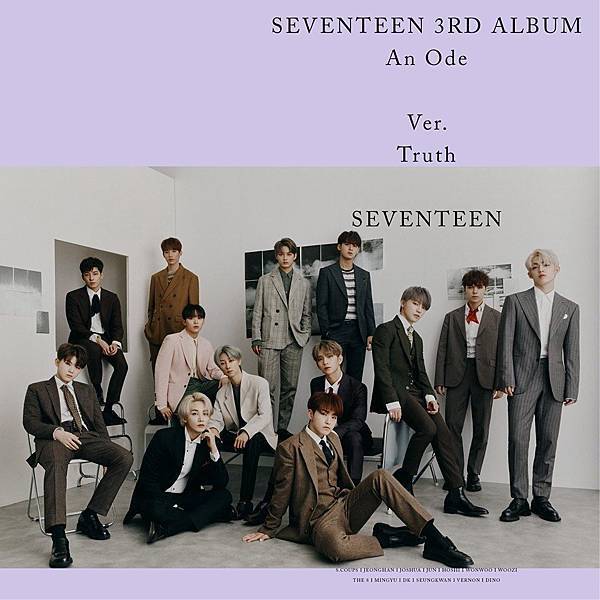 SEVENTEEN 3RD ALBUM
An Ode
Ver.
Truth
SEVENTEEN
S.COUPS I JEONGHAN I JOSHUA I JUN I HOSHI I WONWOO I WOOZI
THE 8 I MINGYU I DK I SEUNGKWAN I VERNON I DINO